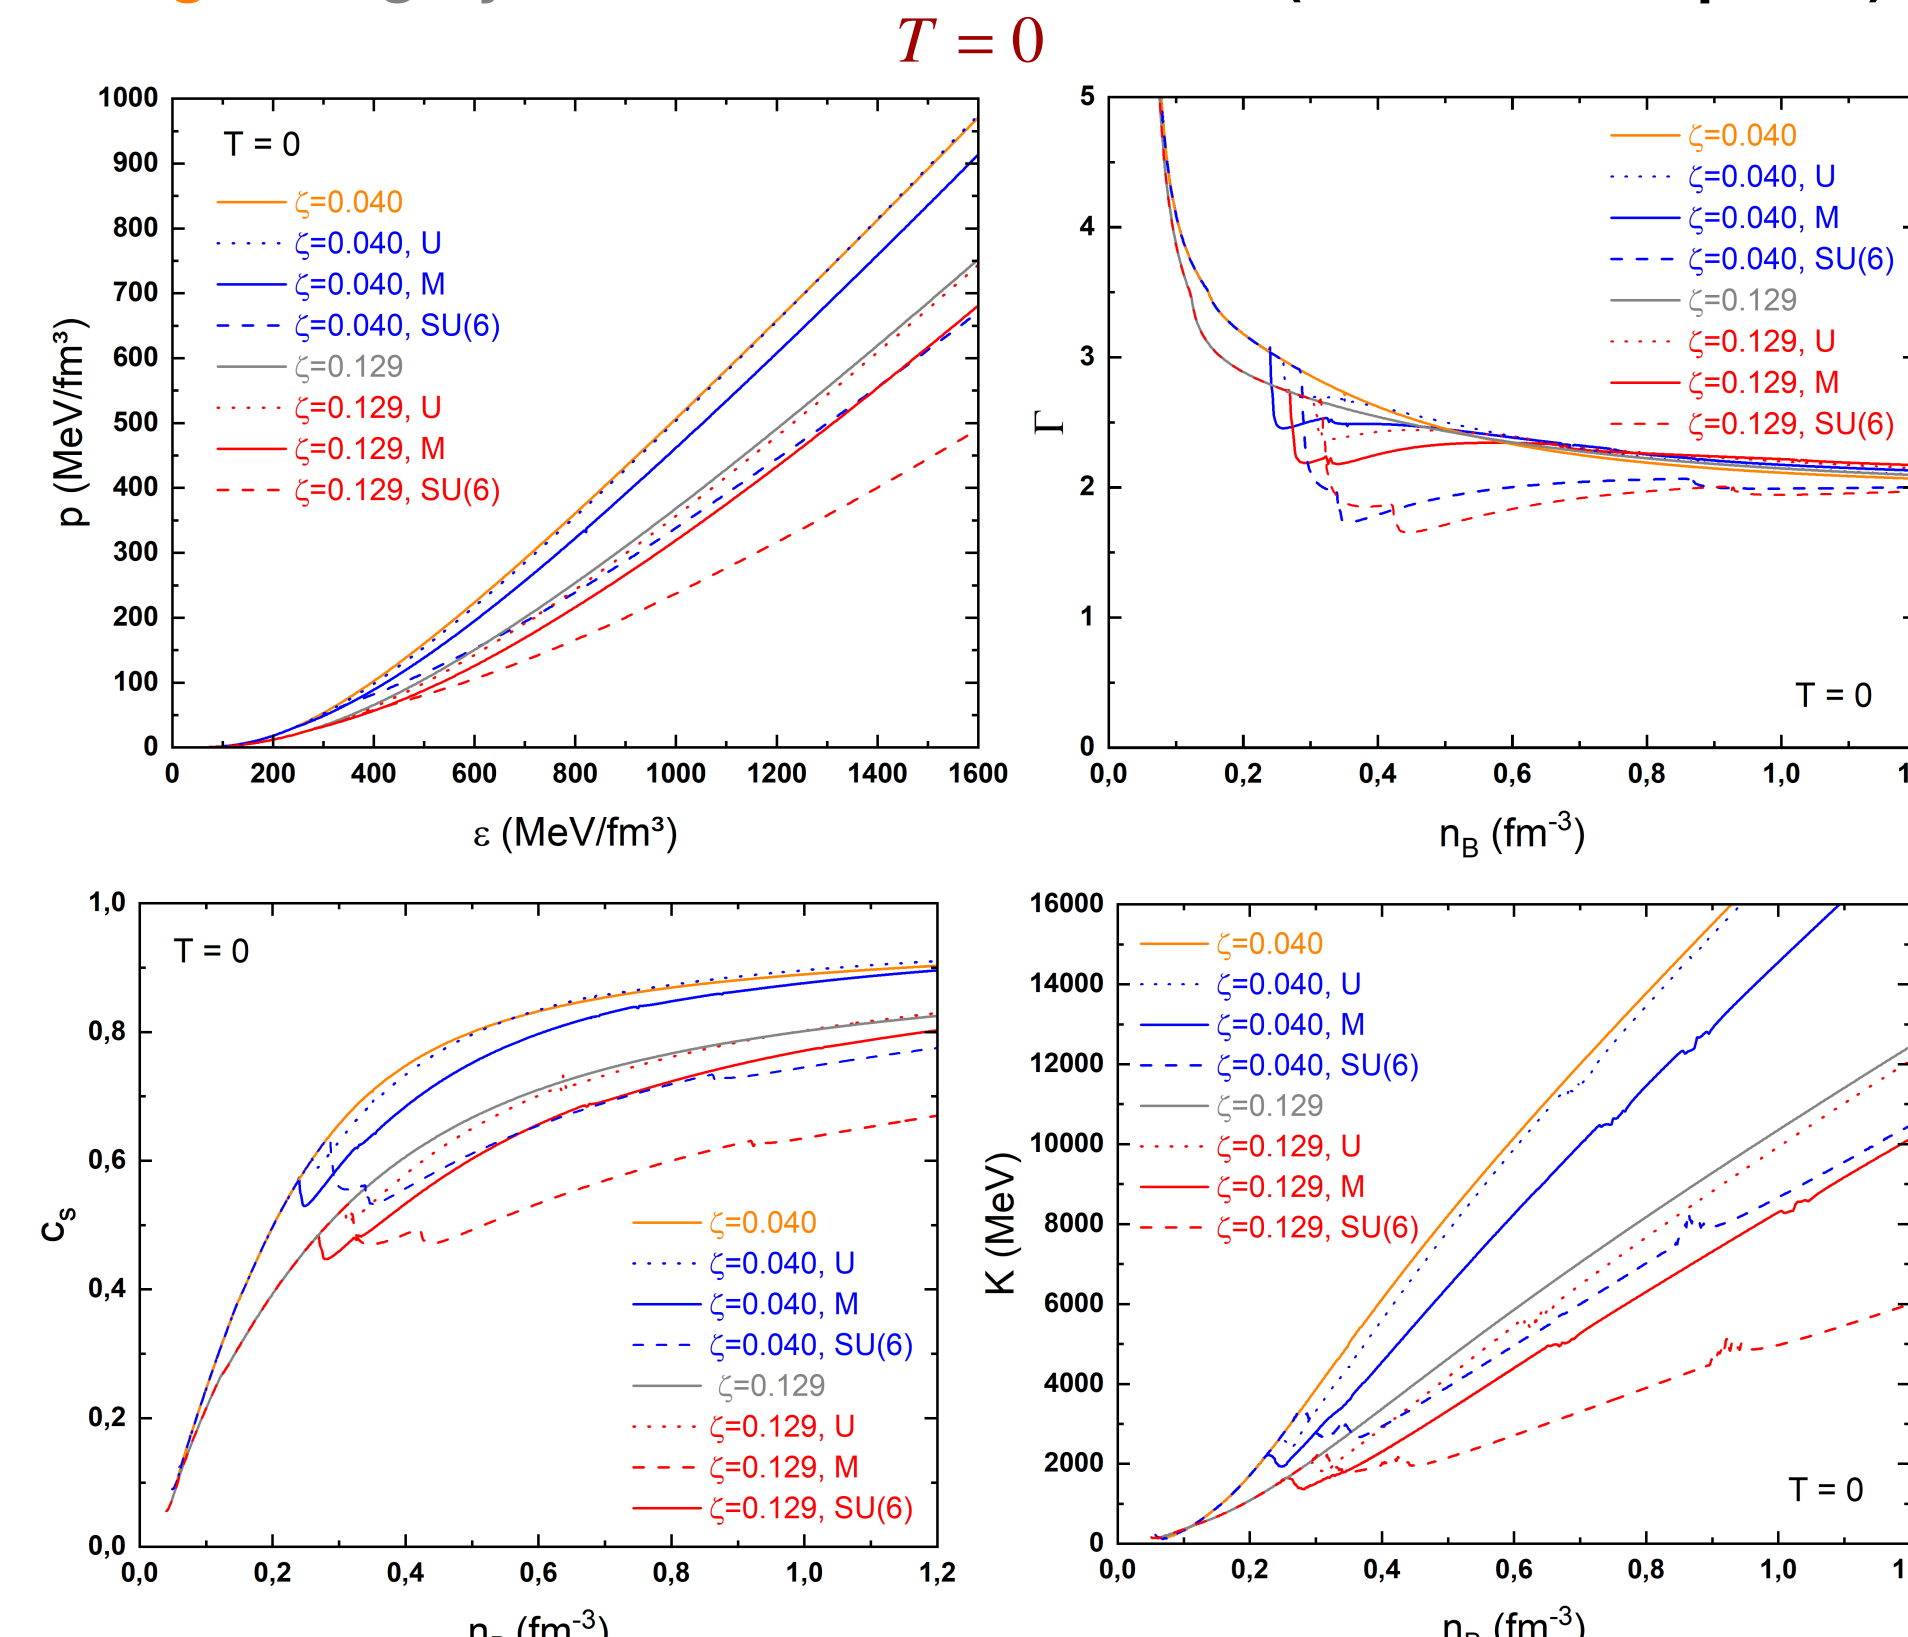 T = 0
1000
900
800
700
600
500
400
300
200
100
0
p (MeV/fm³)
T = 0
ζ=0.040
ζ=0.040, U
ζ=0.040, M
ζ=0.040, SU(6)
ζ=0.129
ζ=0.129, U
ζ=0.129, M
ζ=0.129, SU(6)
0 200 400 600 800 1000 1200 1400 1600
ε (MeV/fm³)
5
4
3
2
1
0
Γ
ζ=0.040
ζ=0.040, U
ζ=0.040, M
ζ=0.040, SU(6)
ζ=0.129
ζ=0.129, U
ζ=0.129, M
ζ=0.129, SU(6)
T = 0
0,0 0,2 0,4 0,6 0,8 1,0 1
n_B (fm⁻³)
1,0
0,8
0,6
0,4
0,2
0,0
c_s
T = 0
ζ=0.040
ζ=0.040, U
ζ=0.040, M
ζ=0.040, SU(6)
ζ=0.129
ζ=0.129, U
ζ=0.129, M
ζ=0.129, SU(6)
0,0 0,2 0,4 0,6 0,8 1,0 1,2
n_B (fm⁻³)
16000
14000
12000
10000
8000
6000
4000
2000
0
K (MeV)
ζ=0.040
ζ=0.040, U
ζ=0.040, M
ζ=0.040, SU(6)
ζ=0.129
ζ=0.129, U
ζ=0.129, M
ζ=0.129, SU(6)
T = 0
0,0 0,2 0,4 0,6 0,8 1,0 1
n_B (fm⁻³)